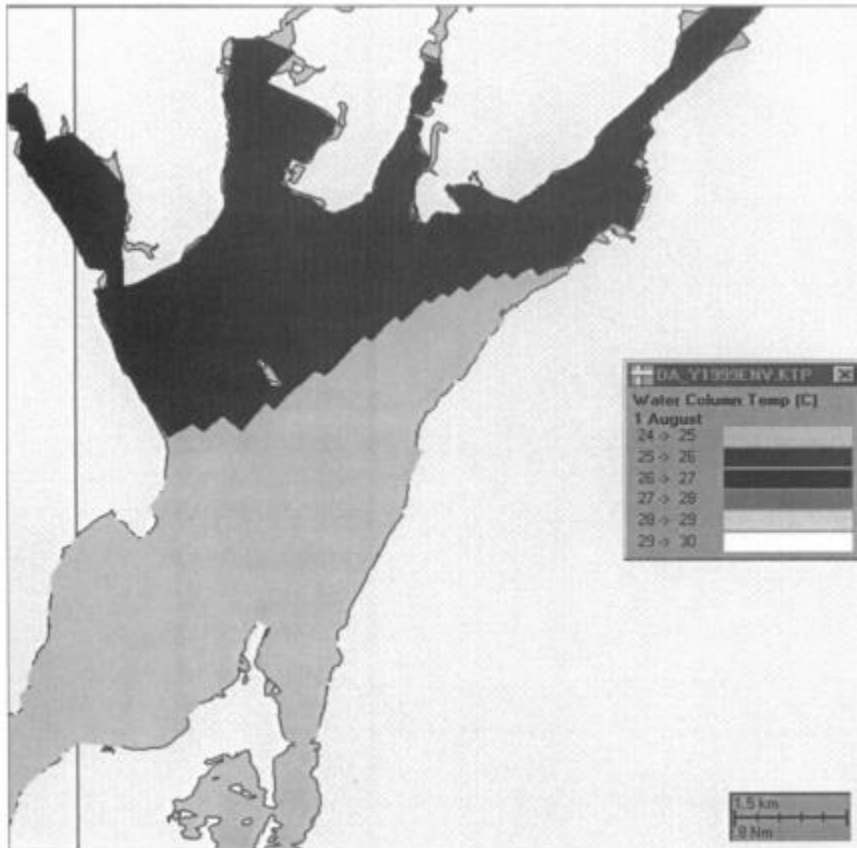 DA_Y1999ENV.KTP
Water Column Temp (C)
1 August
24 -> 25
25 -> 26
26 -> 27
27 -> 28
28 -> 29
29 -> 30
1.5 km
.8 Nm